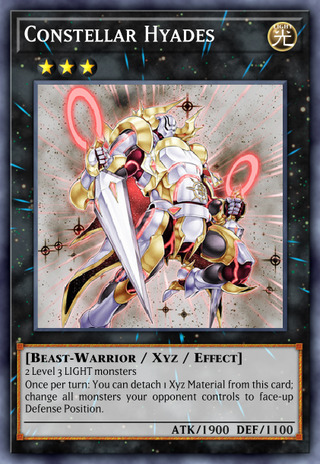 Constellar Hyades
LIGHT
光
[Beast-Warrior / Xyz / Effect]
2 Level 3 LIGHT monsters
Once per turn: You can detach 1 Xyz Material from this card;
change all monsters your opponent controls to face-up
Defense Position.
ATK/1900 DEF/1100